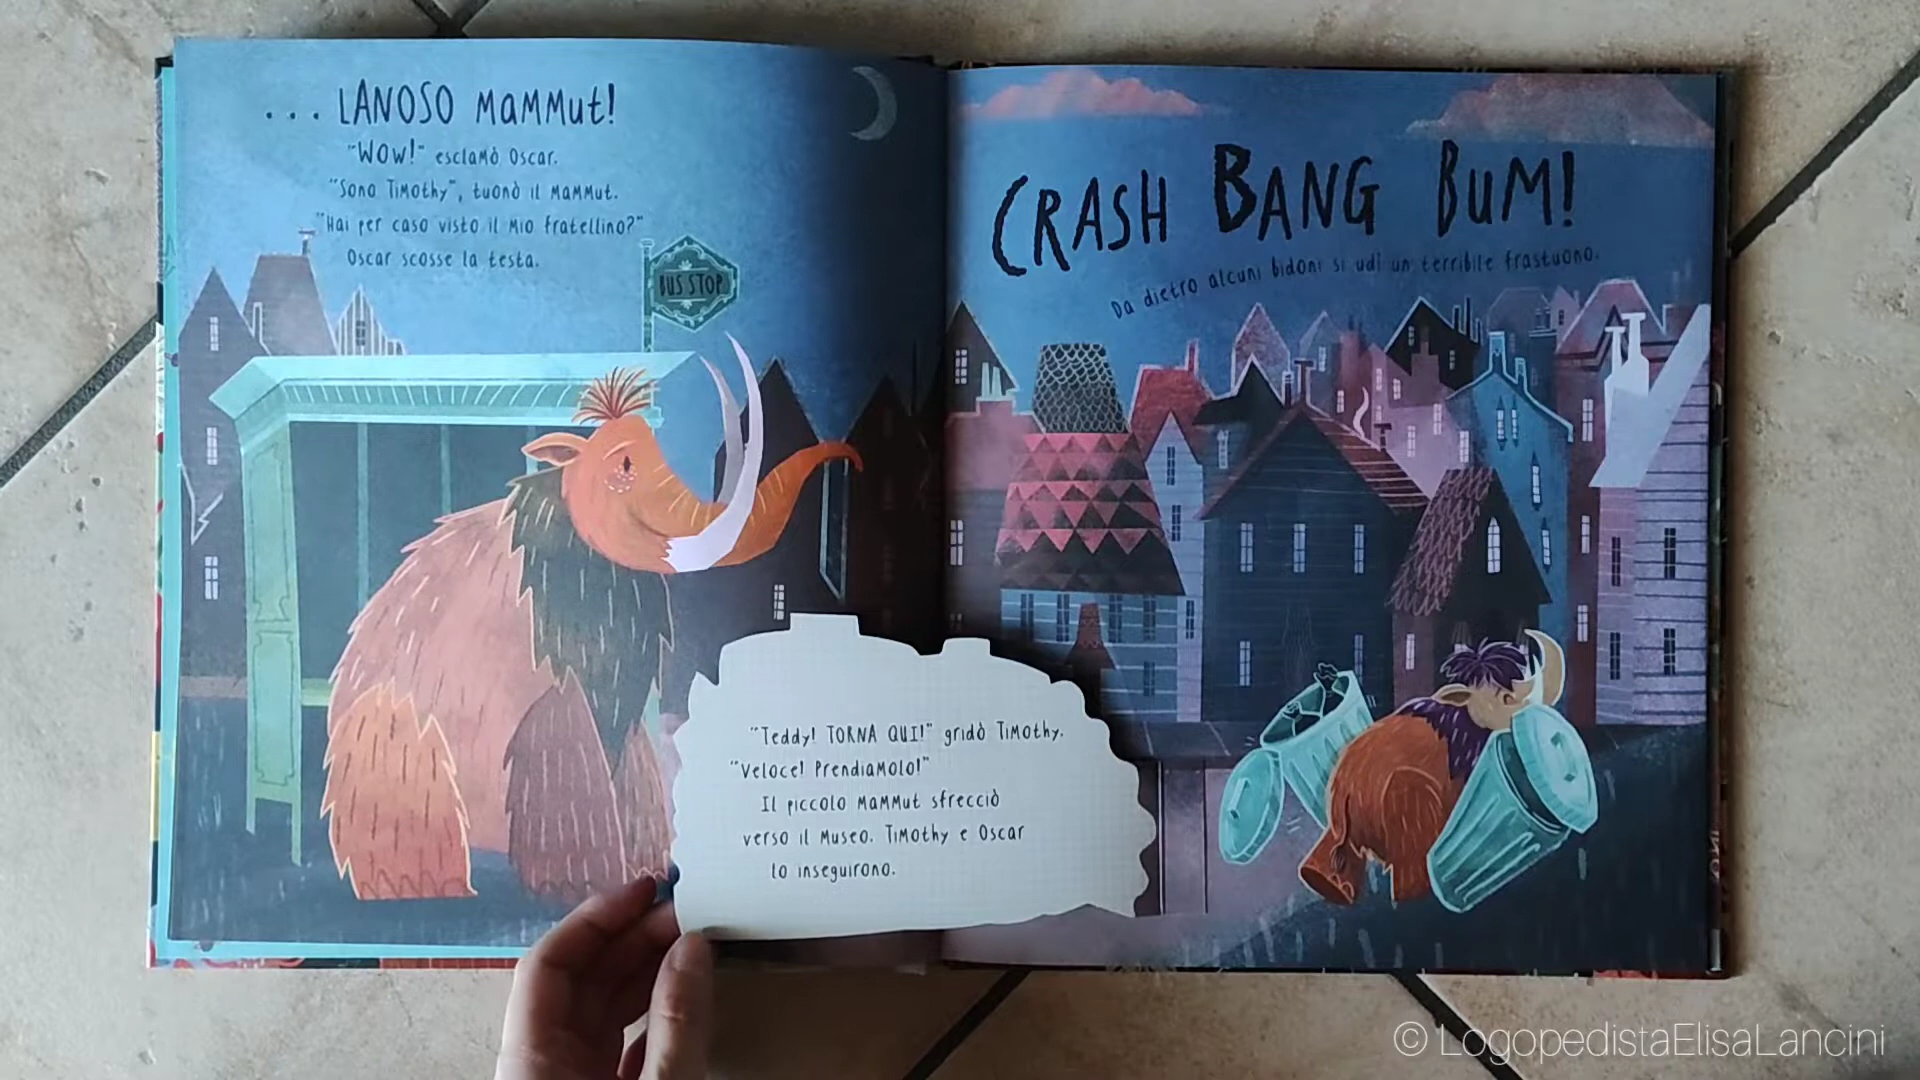 ... LANOSO MAMMUt!
"WOW!" esclamò Oscar.
"Sono Timothy", tuonò il mammut.
"Hai per caso visto il mio fratellino?"
Oscar scosse la testa.
BUS STOP
CRASH BANG BUM!
Da dietro alcuni bidoni si udì un terribile frastuono.
"Teddy! TORNA QUI!" gridò Timothy.
"Veloce! Prendiamolo!"
Il piccolo mammut sfrecciò
verso il museo. Timothy e Oscar
lo inseguirono.
© LogopedistaElisaLancini